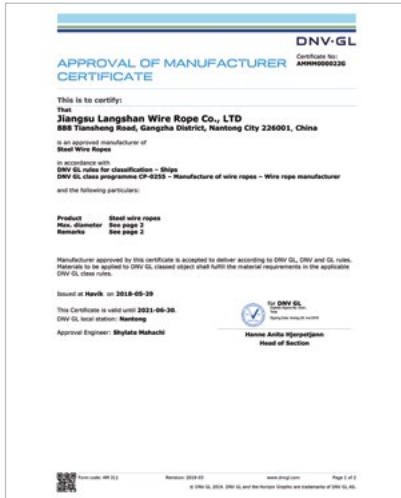 DNV·GL
Certificate No:
AMMM000022G
APPROVAL OF MANUFACTURER
CERTIFICATE
This is to certify:
That
Jiangsu Langshan Wire Rope Co., LTD
888 Tiansheng Road, Gangzha District, Nantong City 226001, China
is an approved manufacturer of
Steel Wire Ropes
in accordance with
DNV GL rules for classification – Ships
DNV GL class programme CP-0255 – Manufacture of wire ropes – Wire rope manufacturer
and the following particulars:
Product Steel wire ropes
Max. diameter See page 2
Remarks See page 2
Manufacturer approved by this certificate is accepted to deliver according to DNV GL, DNV and GL rules.
Materials to be applied to DNV GL classed object shall fulfill the material requirements in the applicable
DNV GL class rules.
Issued at Høvik on 2018-05-29
This Certificate is valid until 2021-06-30.
DNV GL local station: Nantong
Approval Engineer: Shylate Mahachi
for DNV GL
Hanne Anita Hjerpetjønn
Head of Section
Form code: AM 311
Revision: 2019-03
www.dnvgl.com
Page 1 of 2
© DNV GL 2014. DNV GL and the Horizon Graphic are trademarks of DNV GL AS.